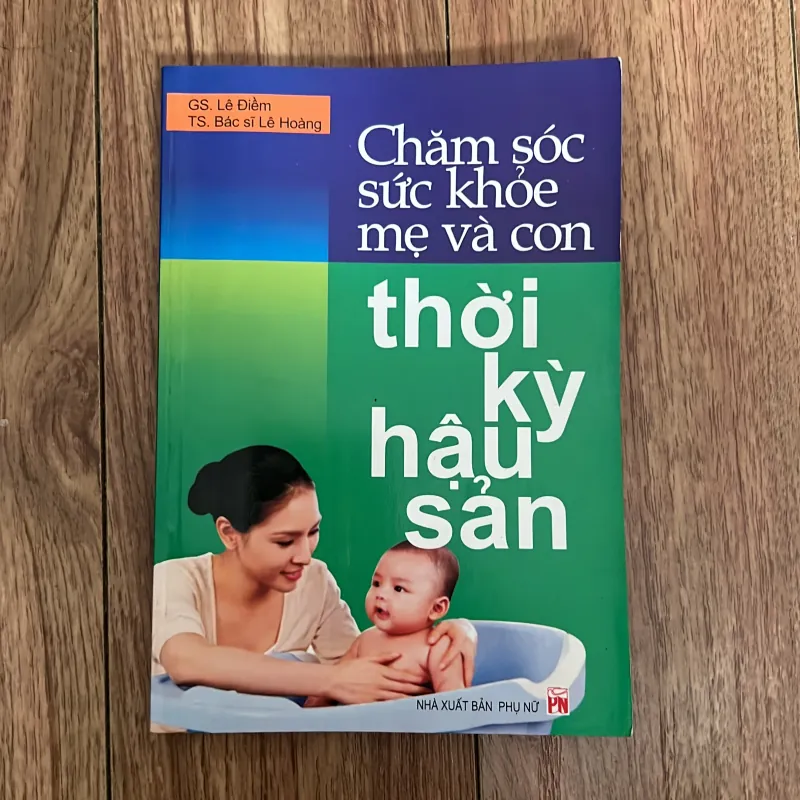 GS. Lê Điềm
TS. Bác sĩ Lê Hoàng
Chăm sóc
sức khỏe
mẹ và con
thời
kỳ
hậu
sản
NHÀ XUẤT BẢN PHỤ NỮ
PN